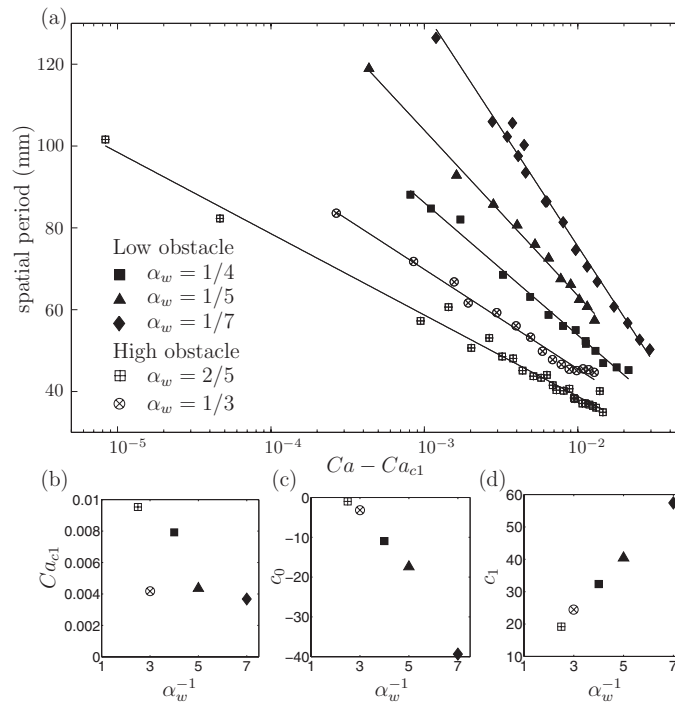 (a)
120
100
80
60
40
spatial period (mm)
Low obstacle
α_w = 1/4
α_w = 1/5
α_w = 1/7
High obstacle
α_w = 2/5
α_w = 1/3
10⁻⁵ 10⁻⁴ 10⁻³ 10⁻²
Ca − Ca_{c1}
(b)
0.01
0.008
0.006
0.004
0.002
0
Ca_{c1}
1 3 5 7
α_w⁻¹
(c)
0
−10
−20
−30
−40
c₀
1 3 5 7
α_w⁻¹
(d)
60
50
40
30
20
10
c₁
1 3 5 7
α_w⁻¹